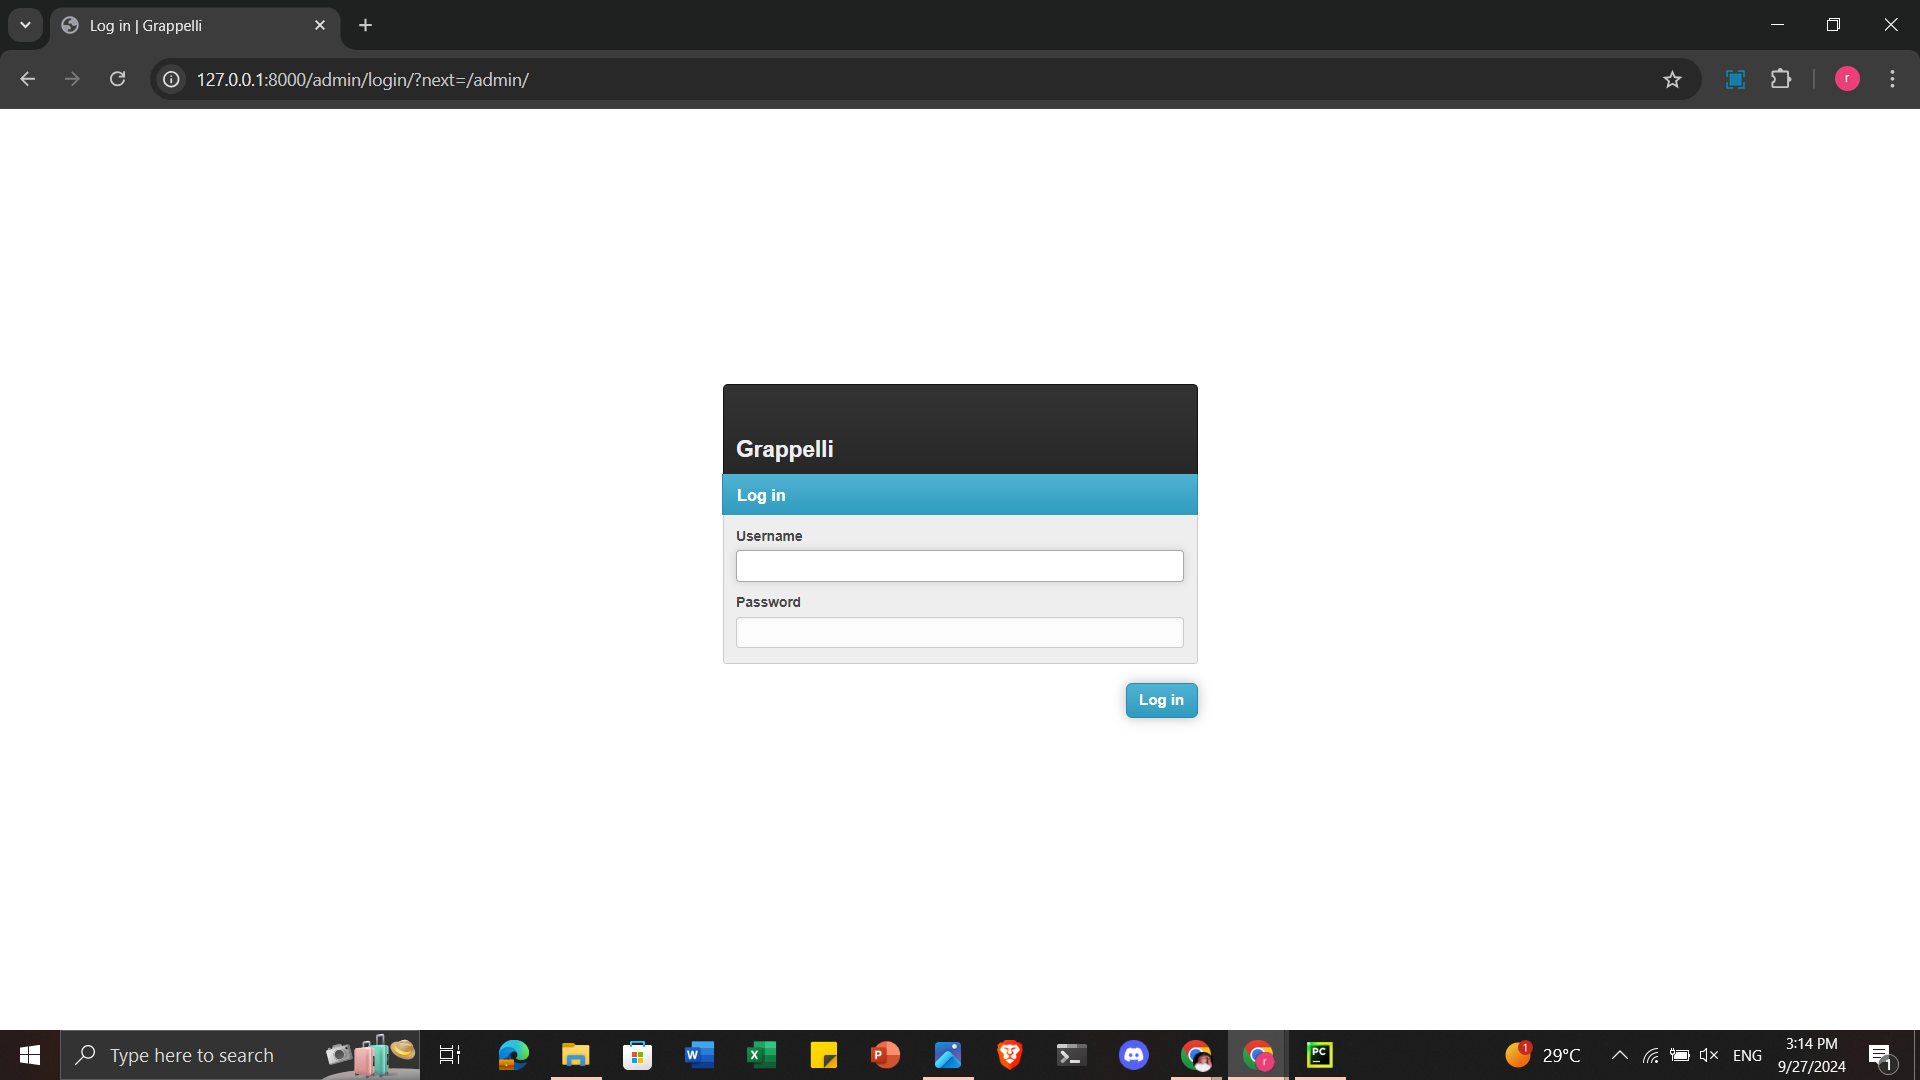 Log in | Grappelli
127.0.0.1:8000/admin/login/?next=/admin/
r
Grappelli
Log in
Username
Password
Log in
Type here to search
W
X
P
r
PC
1
29°C
ENG
3:14 PM
9/27/2024
1